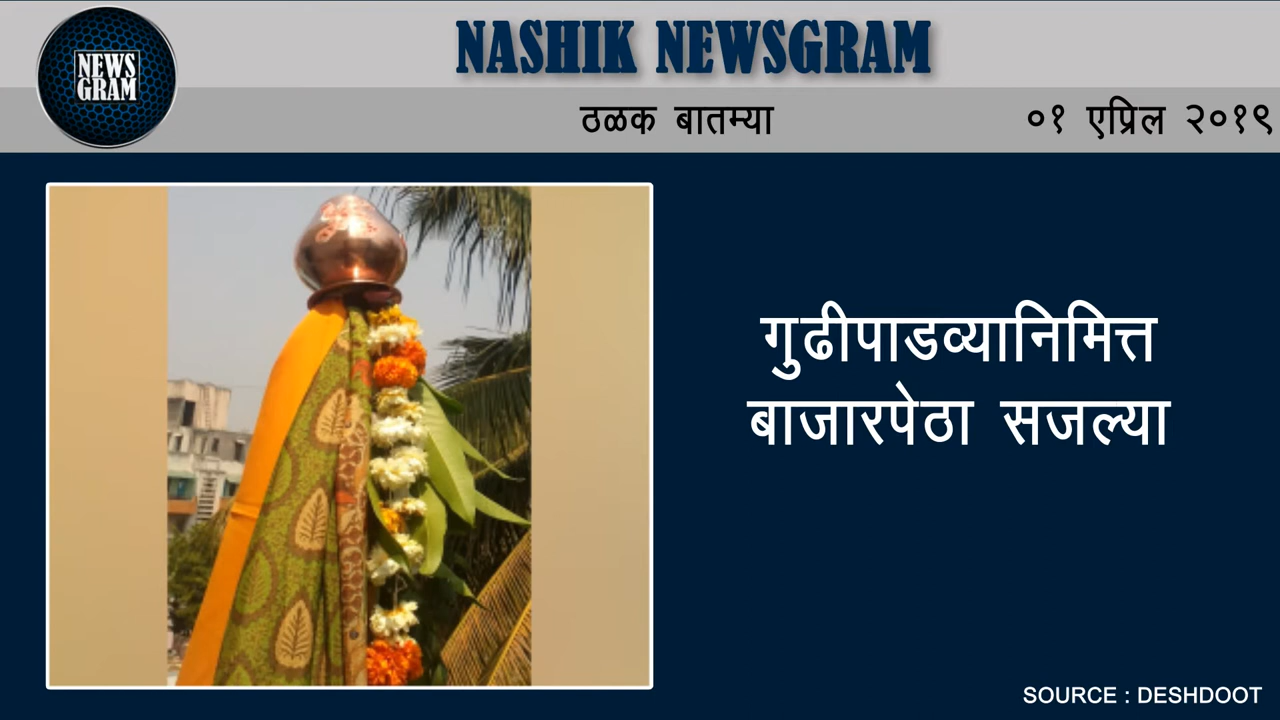 NEWS
GRAM
NASHIK NEWSGRAM
ठळक बातम्या
०१ एप्रिल २०१९
गुढीपाडव्यानिमित्त
बाजारपेठा सजल्या
SOURCE : DESHDOOT